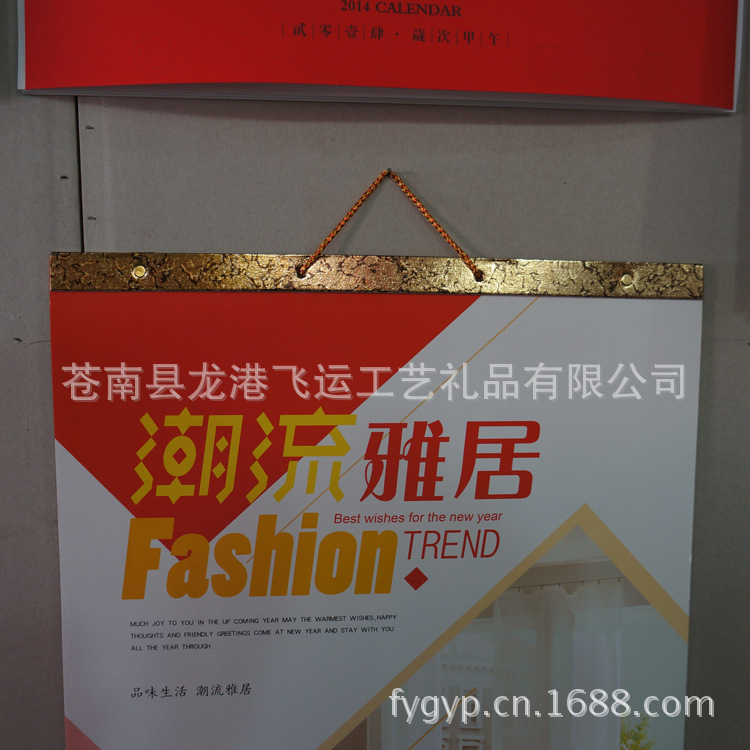 2014 CALENDAR
贰零壹肆·歲次甲午
苍南县龙港飞运工艺礼品有限公司
潮流雅居
Best wishes for the new year
Fashion TREND
MUCH JOY TO YOU IN THE UP COMING YEAR MAY THE WARMEST WISHES,HAPPY
THOUGHTS AND FRIENDLY GREETINGS COME AT NEW YEAR AND STAY WITH YOU
ALL THE YEAR THROUGH.
品味生活 潮流雅居
fygyp.cn.1688.com